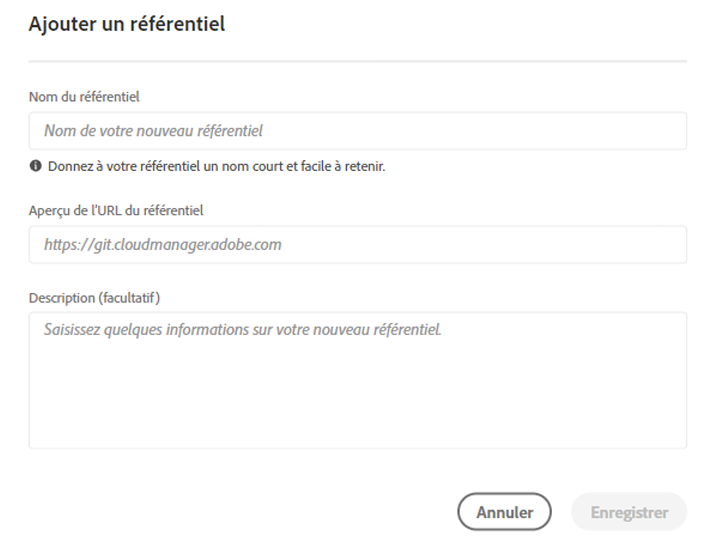 Ajouter un référentiel
Nom du référentiel
Nom de votre nouveau référentiel
Donnez à votre référentiel un nom court et facile à retenir.
Aperçu de l'URL du référentiel
https://git.cloudmanager.adobe.com
Description (facultatif)
Saisissez quelques informations sur votre nouveau référentiel.
Annuler
Enregistrer